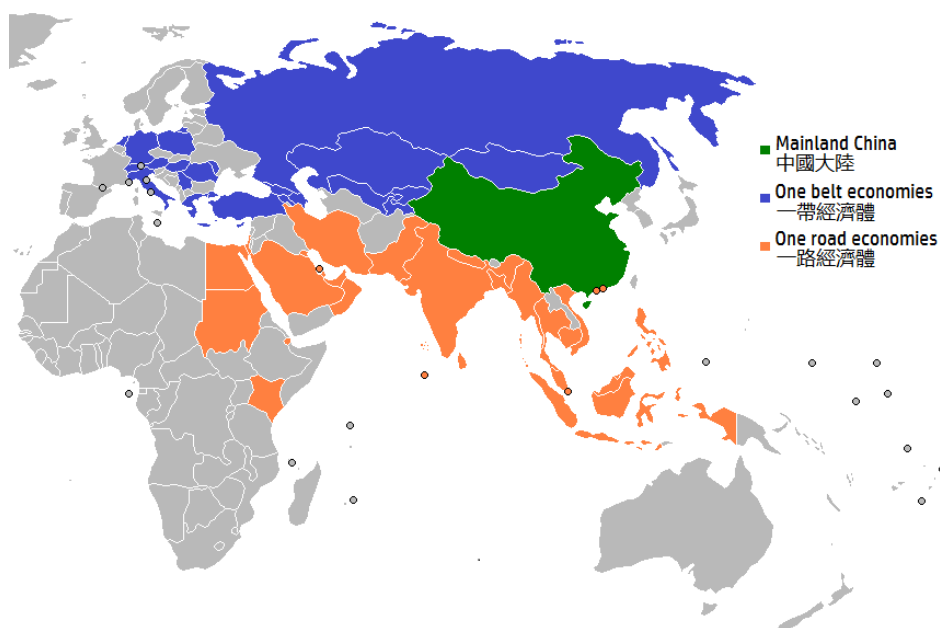 Mainland China
中國大陸
One belt economies
一帶經濟體
One road economies
一路經濟體